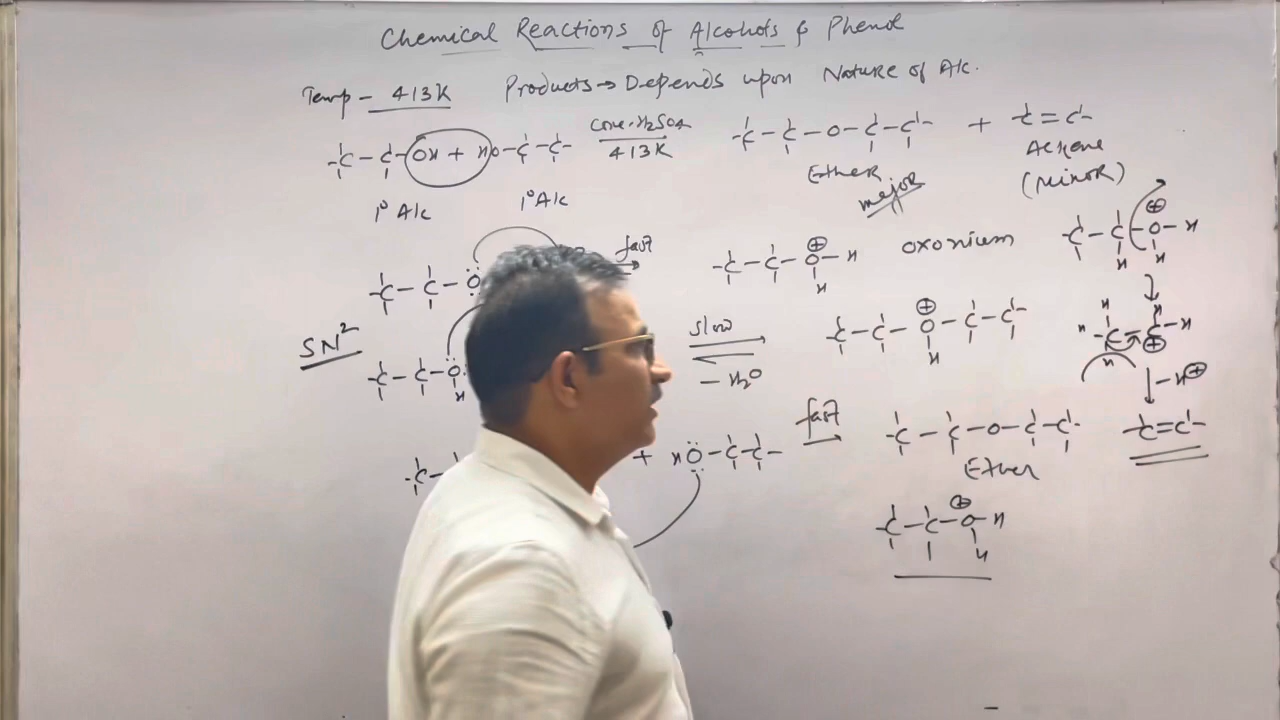 Chemical Reactions of Alcohols & Phenol
Temp - 413K Products → Depends upon Nature of Alc.
-C-C-OH + HO-C-C- conc. H2SO4 413K -C-C-O-C-C- + -C=C-
Ether major Alkene (Minor)
1° Alc 1° Alc
-C-C-Ö fast -C-C-O⊕-H H oxonium -C-C-O⊕-H H H H
SN2 -C-C-Ö: H slow -H2O -C-C-O⊕-C-C- H H H-C-C-H H H ⊕
-H⊕
-C + HÖ-C-C- fast -C-C-O-C-C- -C=C-
Ether
-C-C-O⊕-H H